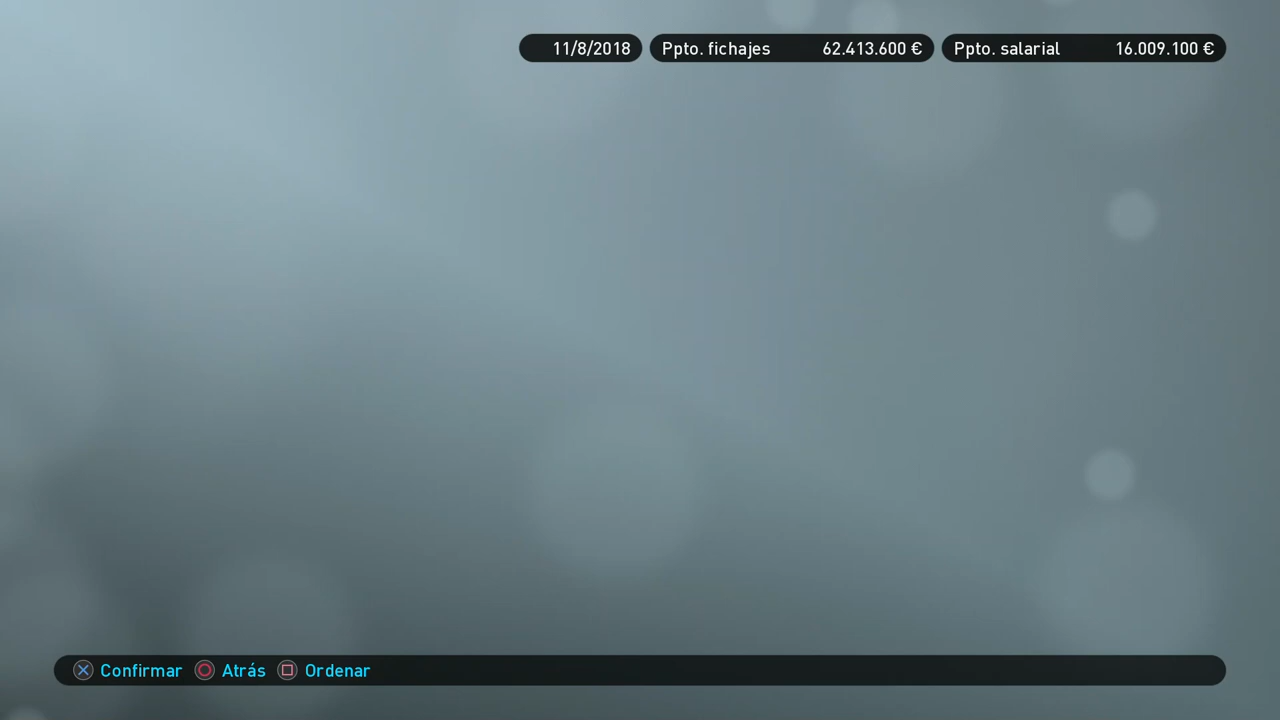 11/8/2018 Ppto. fichajes 62.413.600 € Ppto. salarial 16.009.100 €
Confirmar Atrás Ordenar